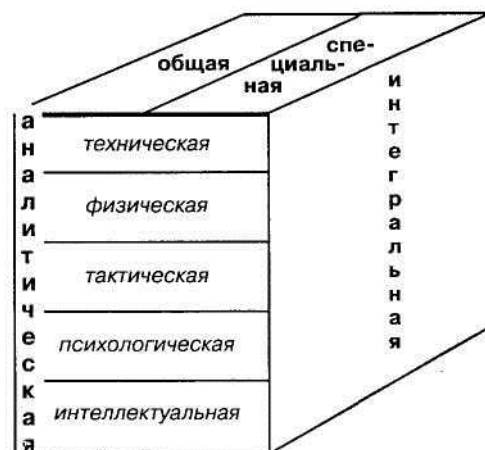 общая
спе-
циаль-
ная
аналитическая
техническая
физическая
тактическая
психологическая
интеллектуальная
интегральная